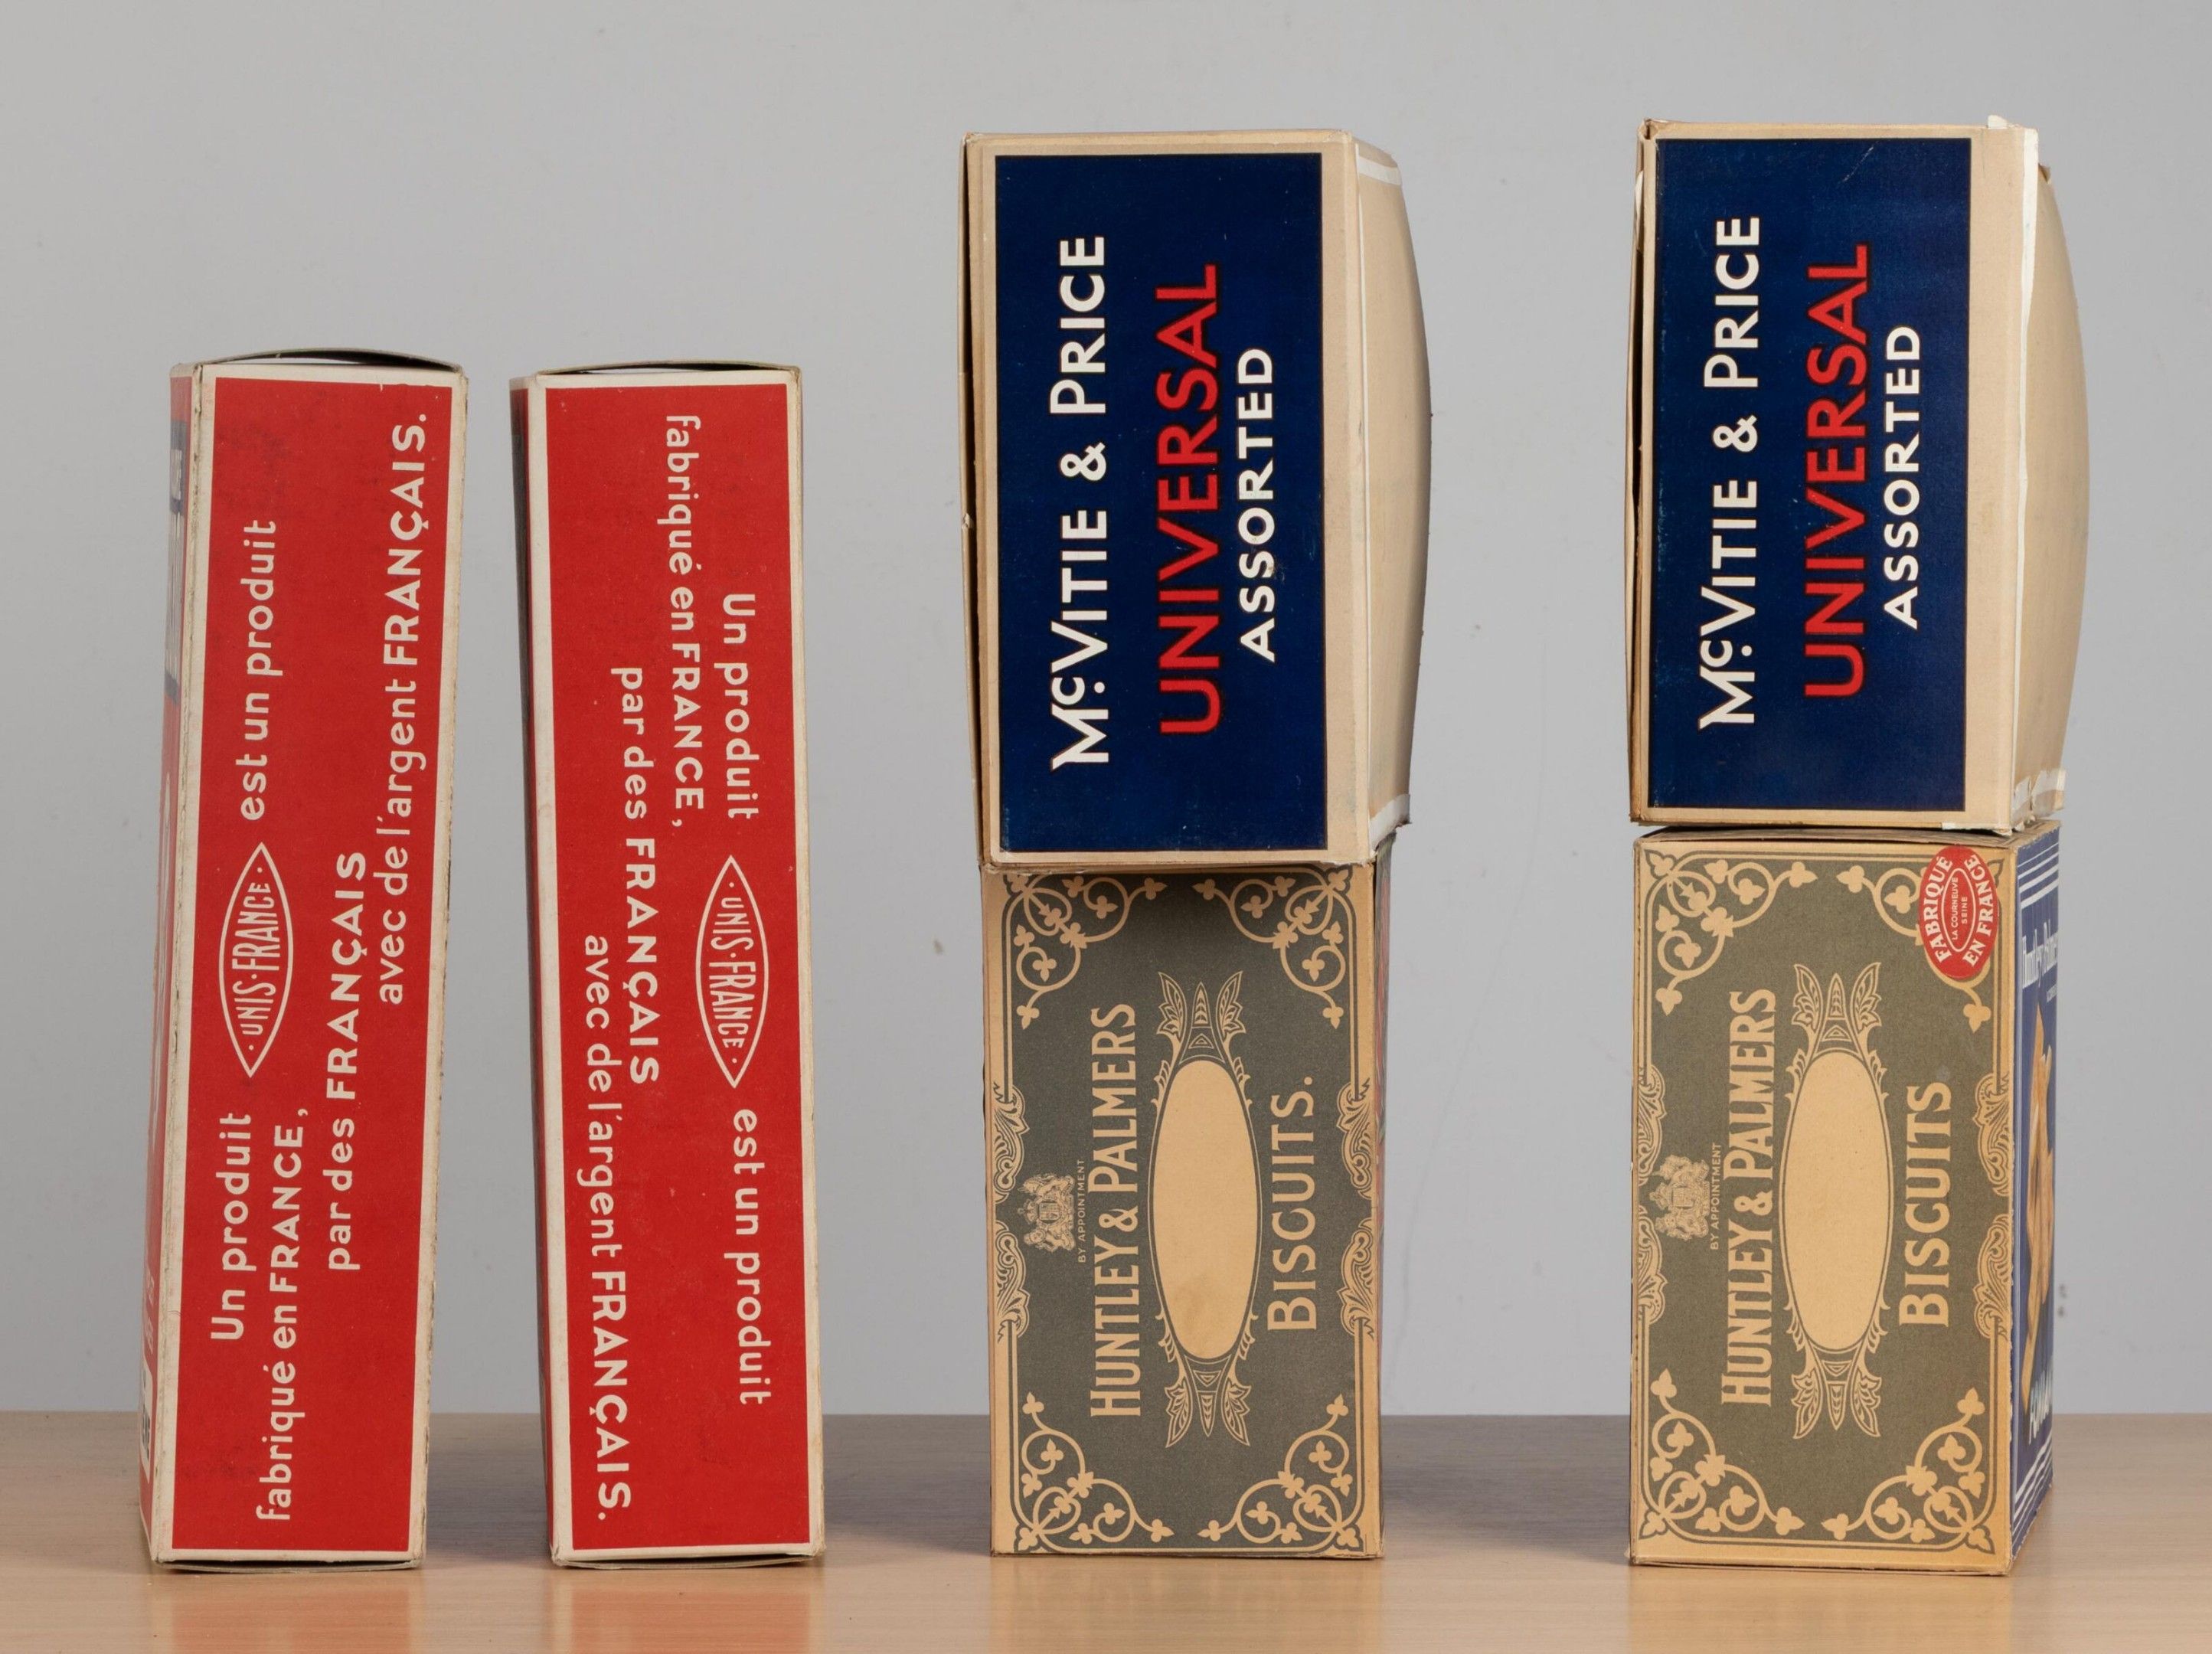 Un produit UNIS·FRANCE est un produit
fabriqué en FRANCE,
par des FRANÇAIS
avec de l'argent FRANÇAIS.
Un produit UNIS·FRANCE est un produit
fabriqué en FRANCE,
par des FRANÇAIS
avec de l'argent FRANÇAIS.
McVITIE & PRICE
UNIVERSAL
ASSORTED
BY APPOINTMENT
HUNTLEY & PALMERS
BISCUITS.
McVITIE & PRICE
UNIVERSAL
ASSORTED
BY APPOINTMENT
HUNTLEY & PALMERS
BISCUITS
FABRIQUÉ
LA COURNEUVE
SEINE
EN FRANCE